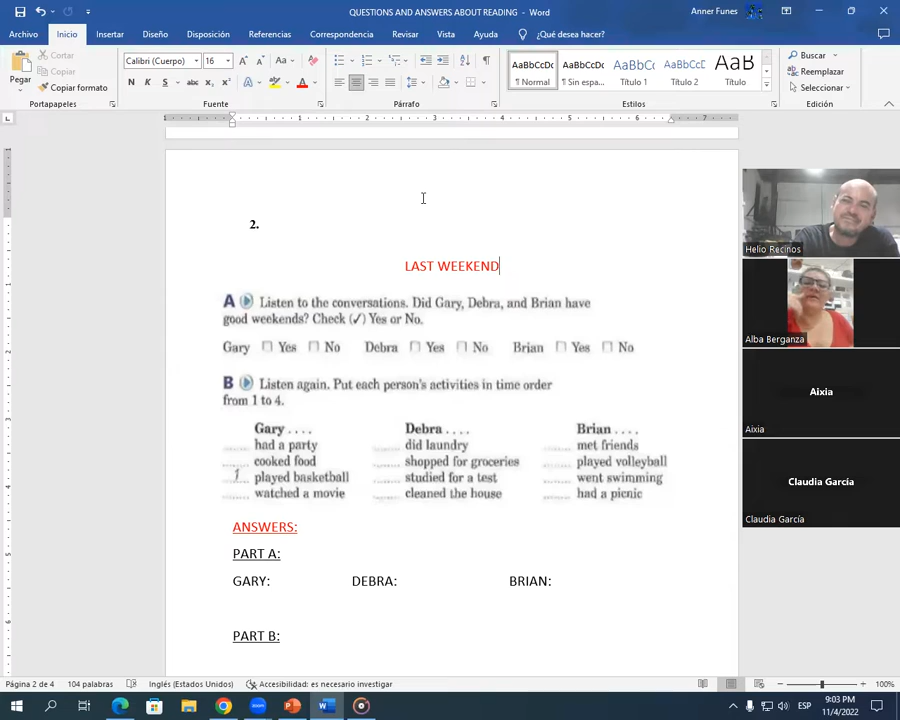 QUESTIONS AND ANSWERS ABOUT READING - Word
Anner Funes
Archivo Inicio Insertar Diseño Disposición Referencias Correspondencia Revisar Vista Ayuda ¿Qué desea hacer?
Pegar
Cortar
Copiar
Copiar formato
Portapapeles
Calibri (Cuerpo) 16
Fuente
Párrafo
AaBbCcDc AaBbCcDc AaBbCc AaBbCcD AaB
¶ Normal ¶ Sin espa... Título 1 Título 2 Título
Estilos
Buscar
Reemplazar
Seleccionar
Edición
2.
LAST WEEKEND
A Listen to the conversations. Did Gary, Debra, and Brian have
good weekends? Check (✓) Yes or No.
Gary Yes No Debra Yes No Brian Yes No
B Listen again. Put each person's activities in time order
from 1 to 4.
Gary . . . . Debra . . . . Brian . . . .
had a party did laundry met friends
cooked food shopped for groceries played volleyball
1 played basketball studied for a test went swimming
watched a movie cleaned the house had a picnic
ANSWERS:
PART A:
GARY: DEBRA: BRIAN:
PART B:
Helio Recinos
Alba Berganza
Aixia
Aixia
Claudia García
Claudia García
Página 2 de 4 104 palabras Inglés (Estados Unidos) Accesibilidad: es necesario investigar 100%
ESP 9:03 PM
11/4/2022